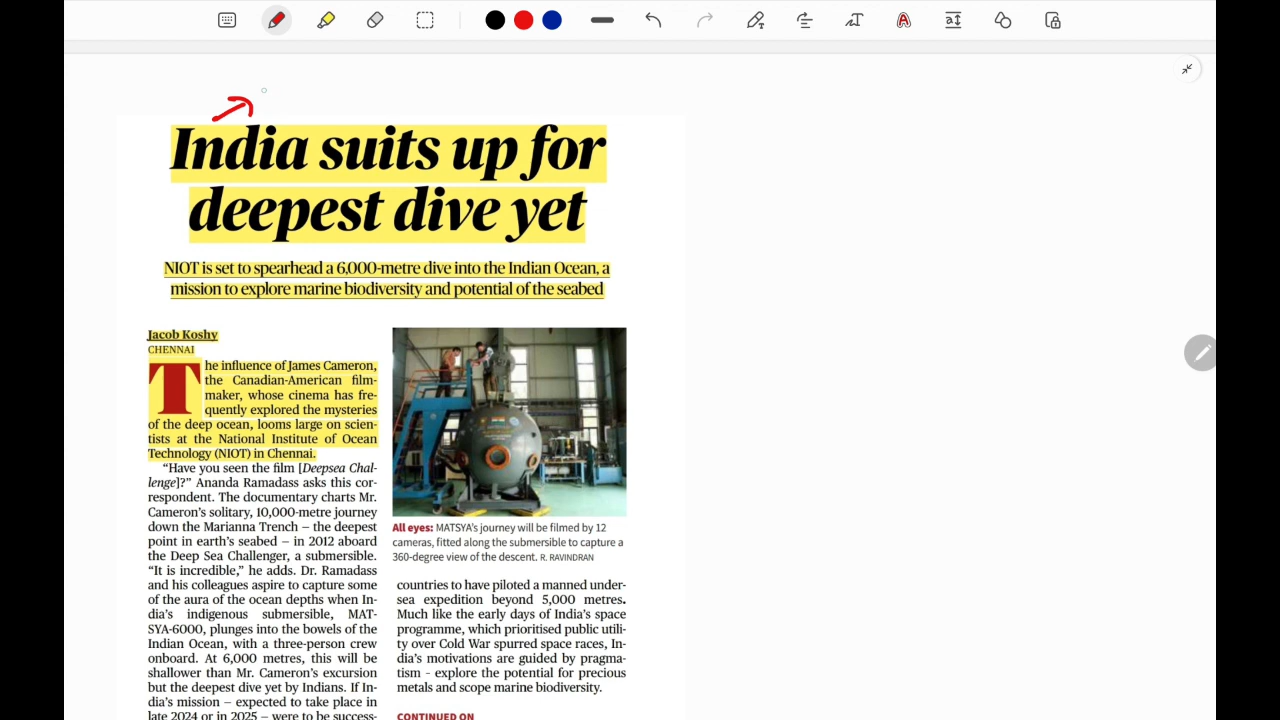 India suits up for
deepest dive yet
NIOT is set to spearhead a 6,000-metre dive into the Indian Ocean, a
mission to explore marine biodiversity and potential of the seabed
Jacob Koshy
CHENNAI
The influence of James Cameron,
the Canadian-American film-
maker, whose cinema has fre-
quently explored the mysteries
of the deep ocean, looms large on scien-
tists at the National Institute of Ocean
Technology (NIOT) in Chennai.
“Have you seen the film [Deepsea Chal-
lenge]?” Ananda Ramadass asks this cor-
respondent. The documentary charts Mr.
Cameron’s solitary, 10,000-metre journey
down the Marianna Trench – the deepest
point in earth’s seabed – in 2012 aboard
the Deep Sea Challenger, a submersible.
“It is incredible,” he adds. Dr. Ramadass
and his colleagues aspire to capture some
of the aura of the ocean depths when In-
dia’s indigenous submersible, MAT-
SYA-6000, plunges into the bowels of the
Indian Ocean, with a three-person crew
onboard. At 6,000 metres, this will be
shallower than Mr. Cameron’s excursion
but the deepest dive yet by Indians. If In-
dia’s mission – expected to take place in
late 2024 or in 2025 – were to be success-
All eyes: MATSYA’s journey will be filmed by 12
cameras, fitted along the submersible to capture a
360-degree view of the descent. R. RAVINDRAN
countries to have piloted a manned under-
sea expedition beyond 5,000 metres.
Much like the early days of India’s space
programme, which prioritised public utili-
ty over Cold War spurred space races, In-
dia’s motivations are guided by pragma-
tism - explore the potential for precious
metals and scope marine biodiversity.
CONTINUED ON